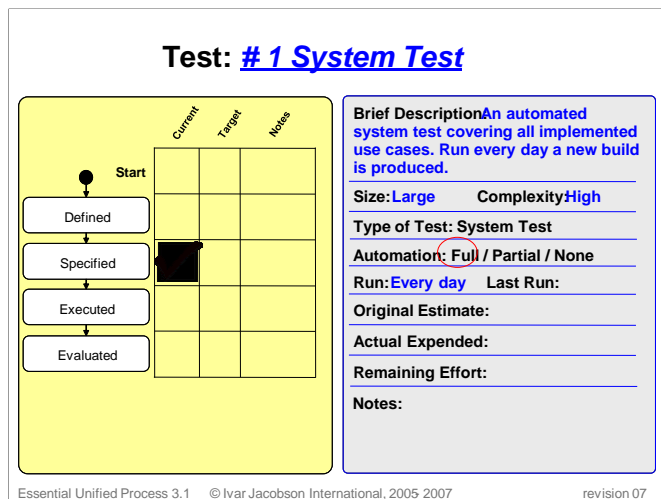 Test: # 1 System Test
Current
Target
Notes
Start
Defined
Specified
Executed
Evaluated
Brief Description: An automated
system test covering all implemented
use cases. Run every day a new build
is produced.
Size: Large Complexity: High
Type of Test: System Test
Automation: Full / Partial / None
Run: Every day Last Run:
Original Estimate:
Actual Expended:
Remaining Effort:
Notes:
Essential Unified Process 3.1 © Ivar Jacobson International, 2005-2007 revision 07